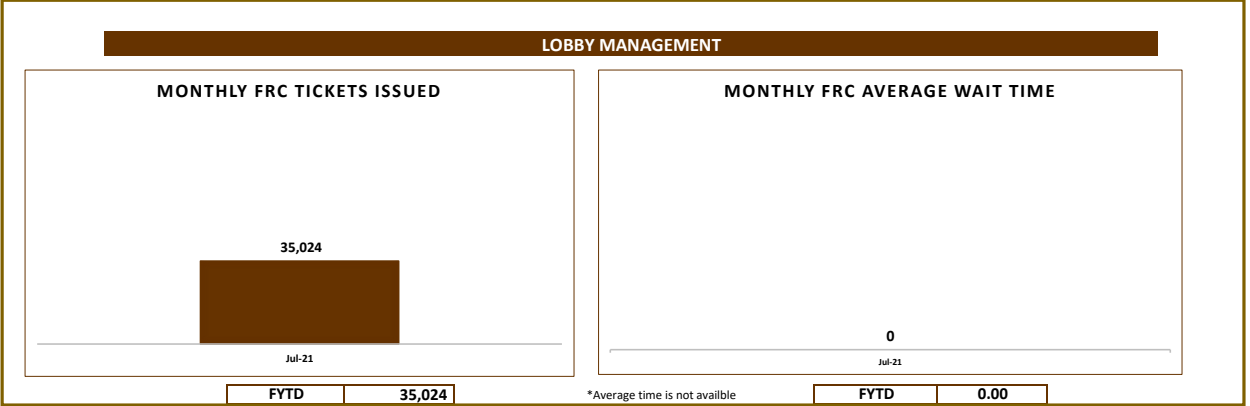 LOBBY MANAGEMENT
MONTHLY FRC TICKETS ISSUED
35,024
Jul-21
FYTD 35,024
MONTHLY FRC AVERAGE WAIT TIME
0
Jul-21
*Average time is not availble
FYTD 0.00